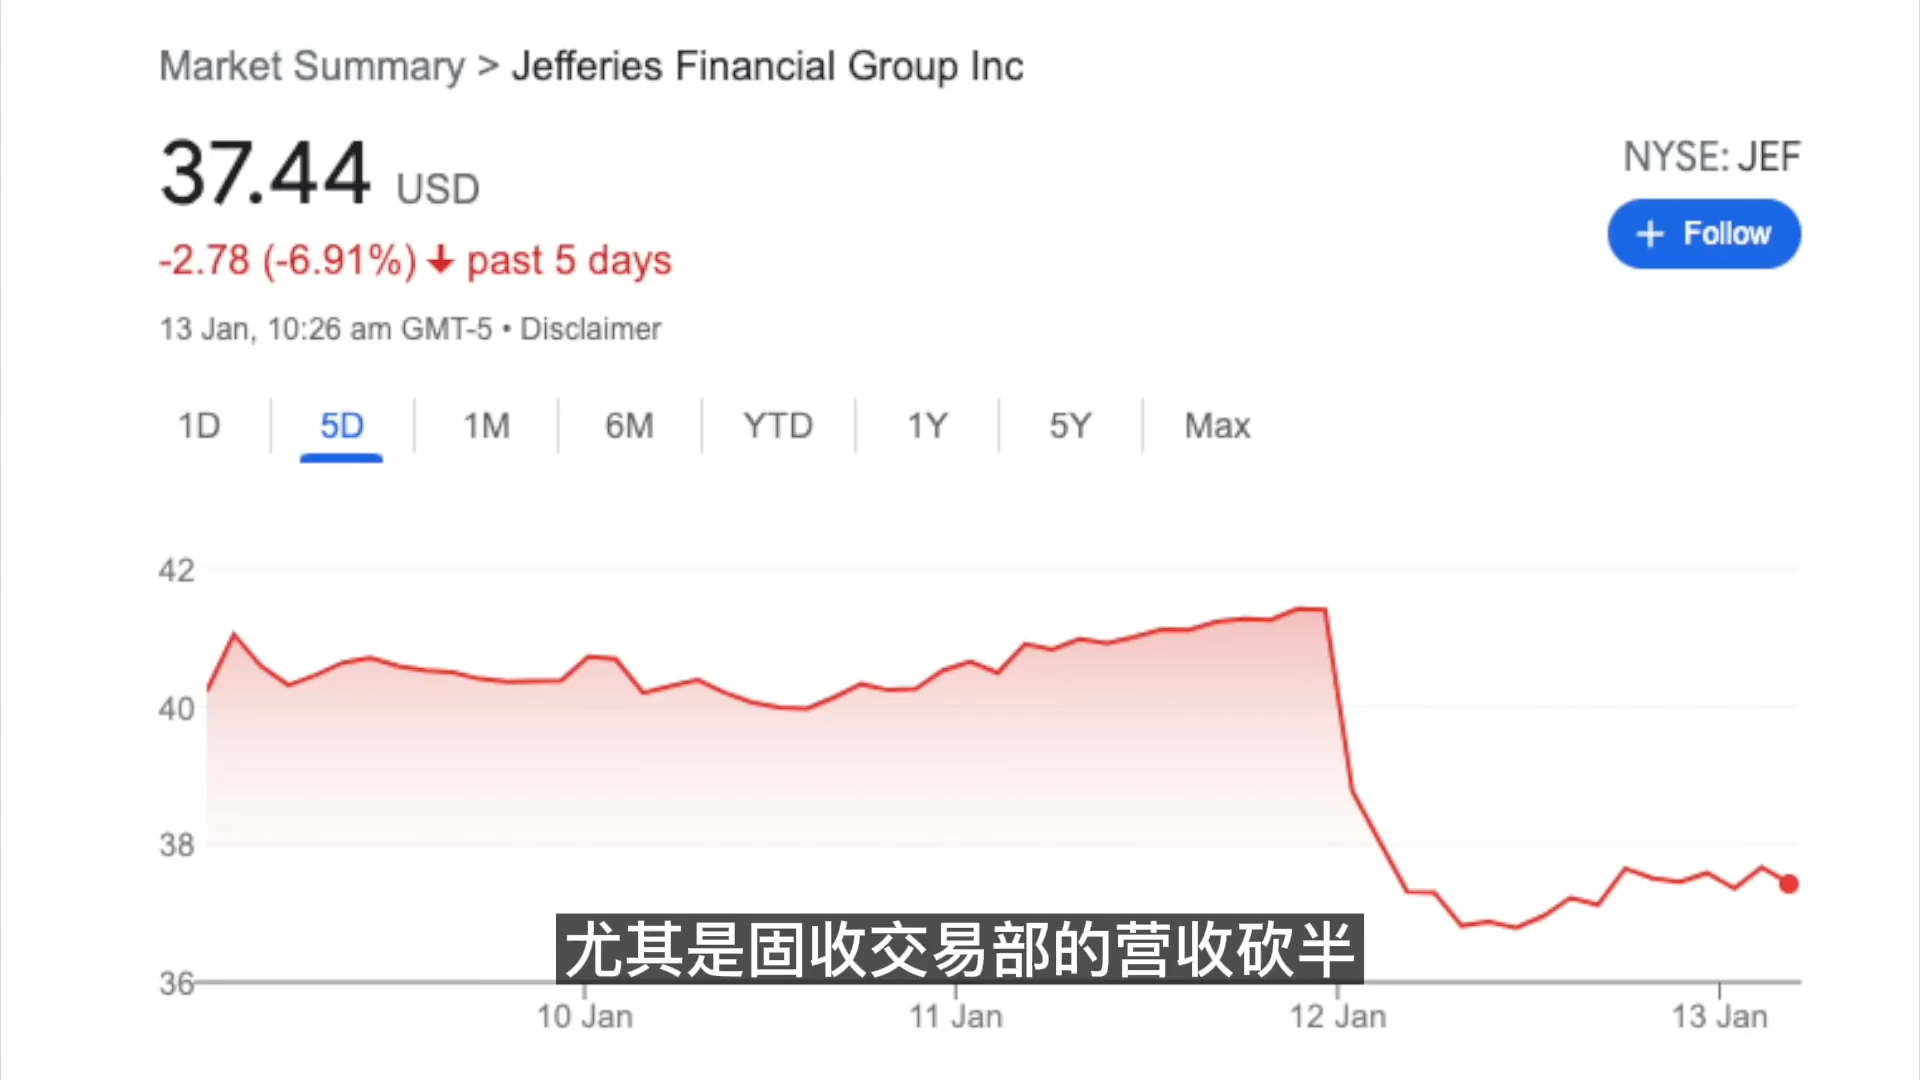 Market Summary > Jefferies Financial Group Inc
37.44 USD
NYSE: JEF
+ Follow
-2.78 (-6.91%) ↓ past 5 days
13 Jan, 10:26 am GMT-5 • Disclaimer
1D 5D 1M 6M YTD 1Y 5Y Max
42
40
38
36
尤其是固收交易部的营收砍半
10 Jan 11 Jan 12 Jan 13 Jan